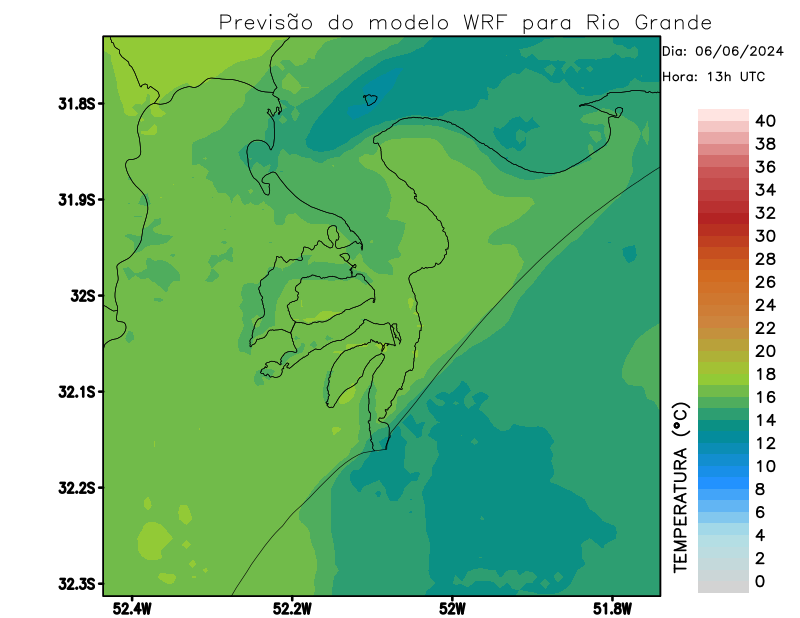 Previsão do modelo WRF para Rio Grande
Dia: 06/06/2024
Hora: 13h UTC
31.8S
31.9S
32S
32.1S
32.2S
32.3S
52.4W
52.2W
52W
51.8W
TEMPERATURA (°C)
40
38
36
34
32
30
28
26
24
22
20
18
16
14
12
10
8
6
4
2
0